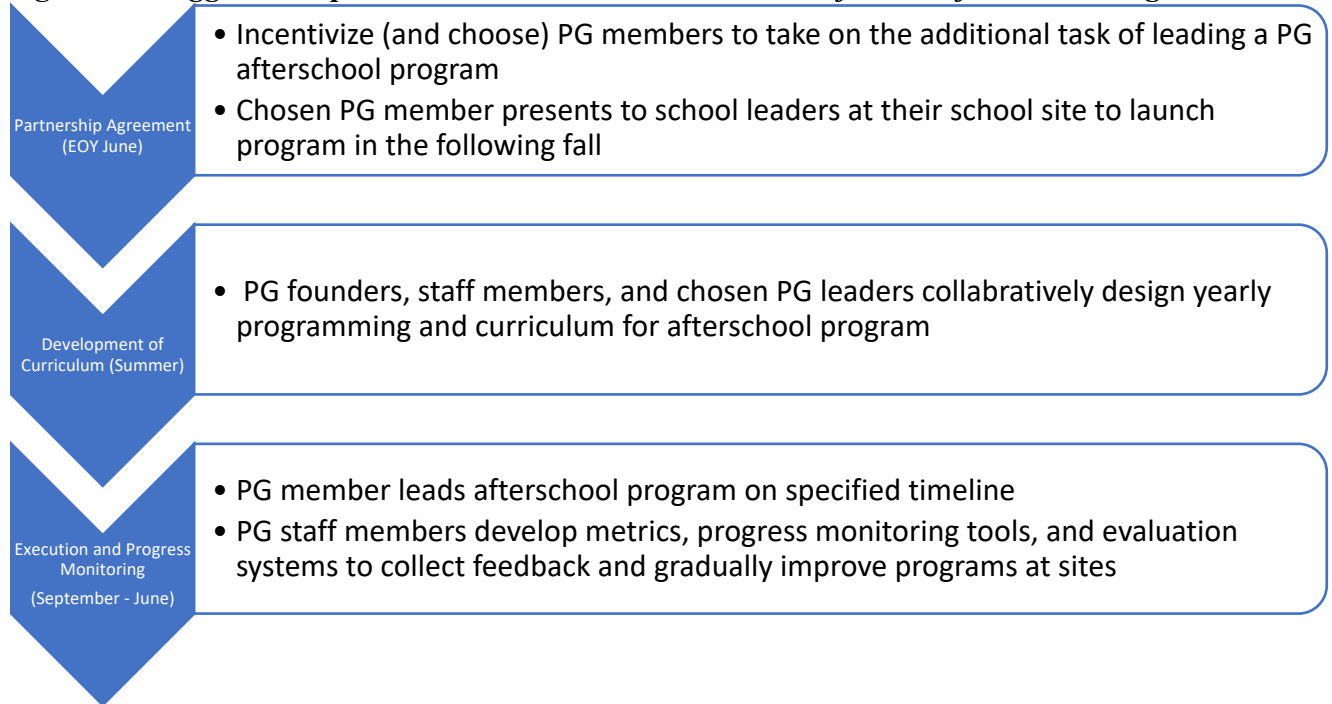 Partnership Agreement
(EOY June)
• Incentivize (and choose) PG members to take on the additional task of leading a PG
afterschool program
• Chosen PG member presents to school leaders at their school site to launch
program in the following fall
Development of
Curriculum (Summer)
• PG founders, staff members, and chosen PG leaders collabratively design yearly
programming and curriculum for afterschool program
Execution and Progress
Monitoring
(September - June)
• PG member leads afterschool program on specified timeline
• PG staff members develop metrics, progress monitoring tools, and evaluation
systems to collect feedback and gradually improve programs at sites